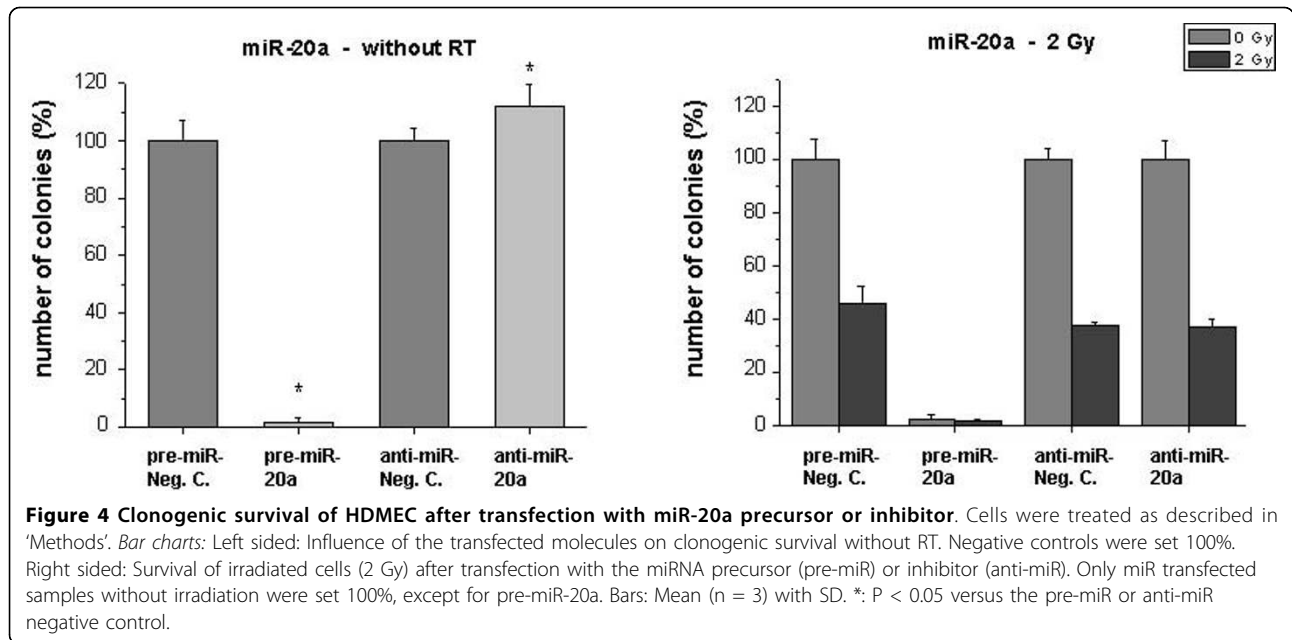 miR-20a - without RT
*
*
number of colonies (%)
120
100
80
60
40
20
0
pre-miR-Neg. C.
pre-miR-20a
anti-miR-Neg. C.
anti-miR-20a
miR-20a - 2 Gy
0 Gy
2 Gy
number of colonies (%)
120
100
80
60
40
20
0
pre-miR-Neg. C.
pre-miR-20a
anti-miR-Neg. C.
anti-miR-20a
Figure 4 Clonogenic survival of HDMEC after transfection with miR-20a precursor or inhibitor. Cells were treated as described in
'Methods'. Bar charts: Left sided: Influence of the transfected molecules on clonogenic survival without RT. Negative controls were set 100%.
Right sided: Survival of irradiated cells (2 Gy) after transfection with the miRNA precursor (pre-miR) or inhibitor (anti-miR). Only miR transfected
samples without irradiation were set 100%, except for pre-miR-20a. Bars: Mean (n = 3) with SD. *: P < 0.05 versus the pre-miR or anti-miR
negative control.